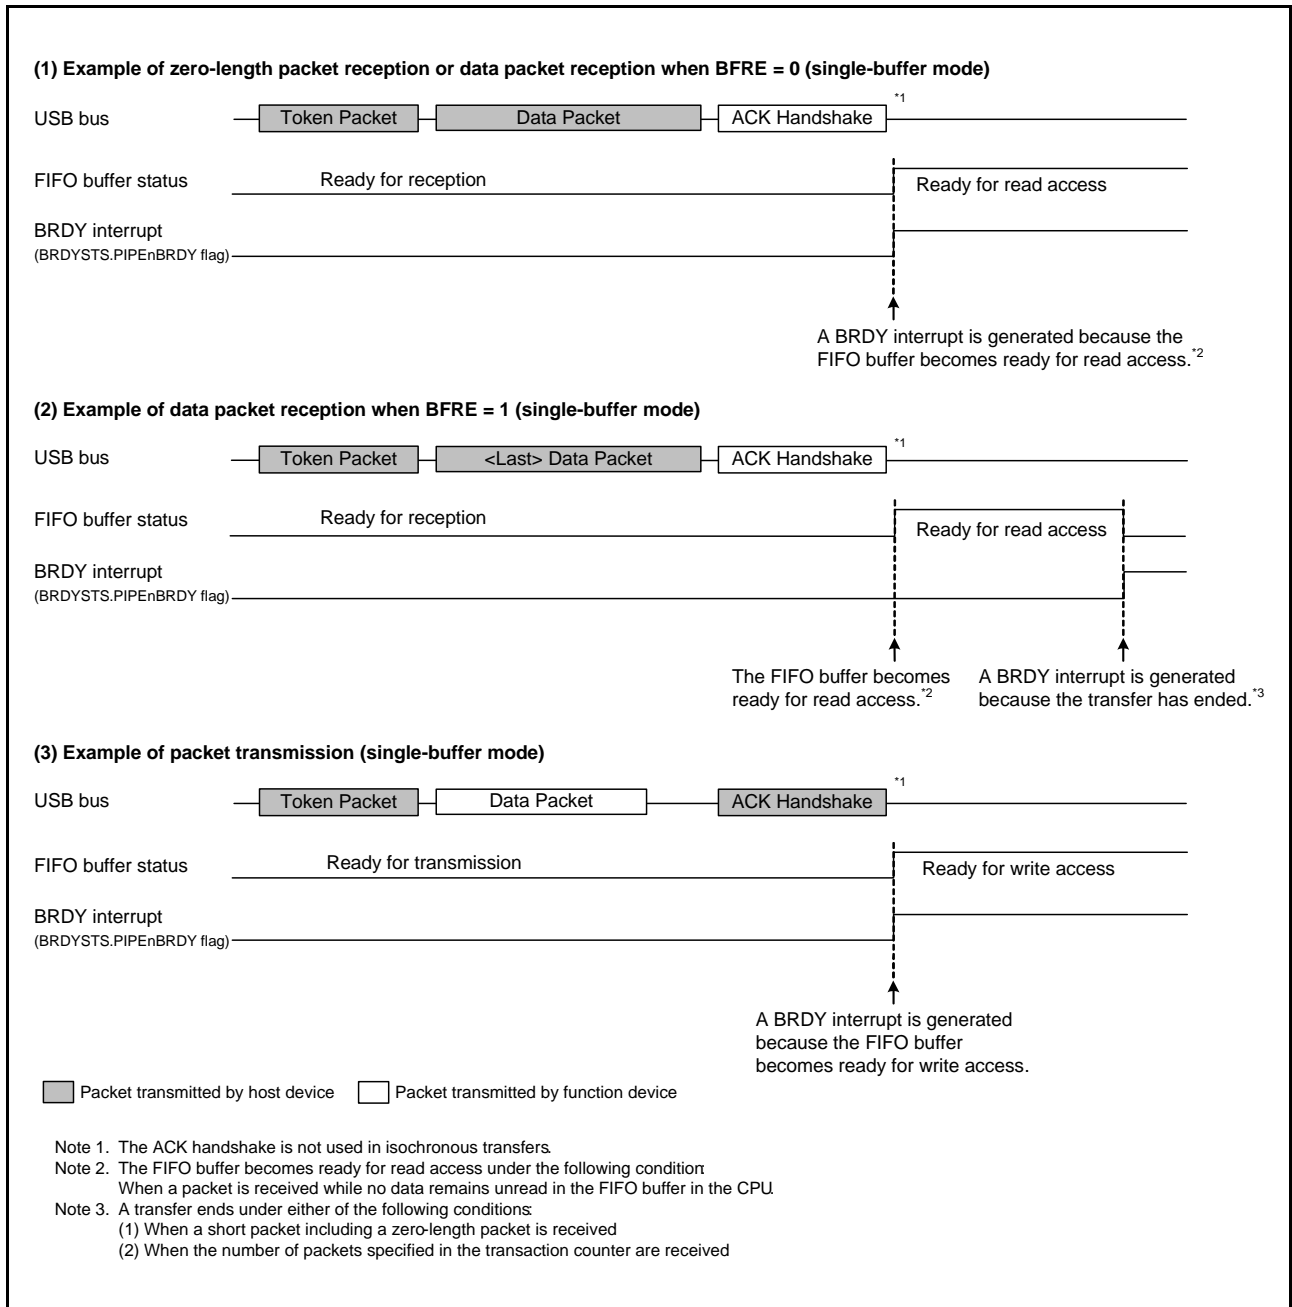 (1) Example of zero-length packet reception or data packet reception when BFRE = 0 (single-buffer mode)
USB bus
Token Packet
Data Packet
ACK Handshake
*1
FIFO buffer status
Ready for reception
Ready for read access
BRDY interrupt
(BRDYSTS.PIPEnBRDY flag)
A BRDY interrupt is generated because the
FIFO buffer becomes ready for read access.*2
(2) Example of data packet reception when BFRE = 1 (single-buffer mode)
USB bus
Token Packet
<Last> Data Packet
ACK Handshake
*1
FIFO buffer status
Ready for reception
Ready for read access
BRDY interrupt
(BRDYSTS.PIPEnBRDY flag)
The FIFO buffer becomes
ready for read access.*2
A BRDY interrupt is generated
because the transfer has ended.*3
(3) Example of packet transmission (single-buffer mode)
USB bus
Token Packet
Data Packet
ACK Handshake
*1
FIFO buffer status
Ready for transmission
Ready for write access
BRDY interrupt
(BRDYSTS.PIPEnBRDY flag)
A BRDY interrupt is generated
because the FIFO buffer
becomes ready for write access.
Packet transmitted by host device
Packet transmitted by function device
Note 1. The ACK handshake is not used in isochronous transfers.
Note 2. The FIFO buffer becomes ready for read access under the following condition:
When a packet is received while no data remains unread in the FIFO buffer in the CPU.
Note 3. A transfer ends under either of the following conditions:
(1) When a short packet including a zero-length packet is received
(2) When the number of packets specified in the transaction counter are received